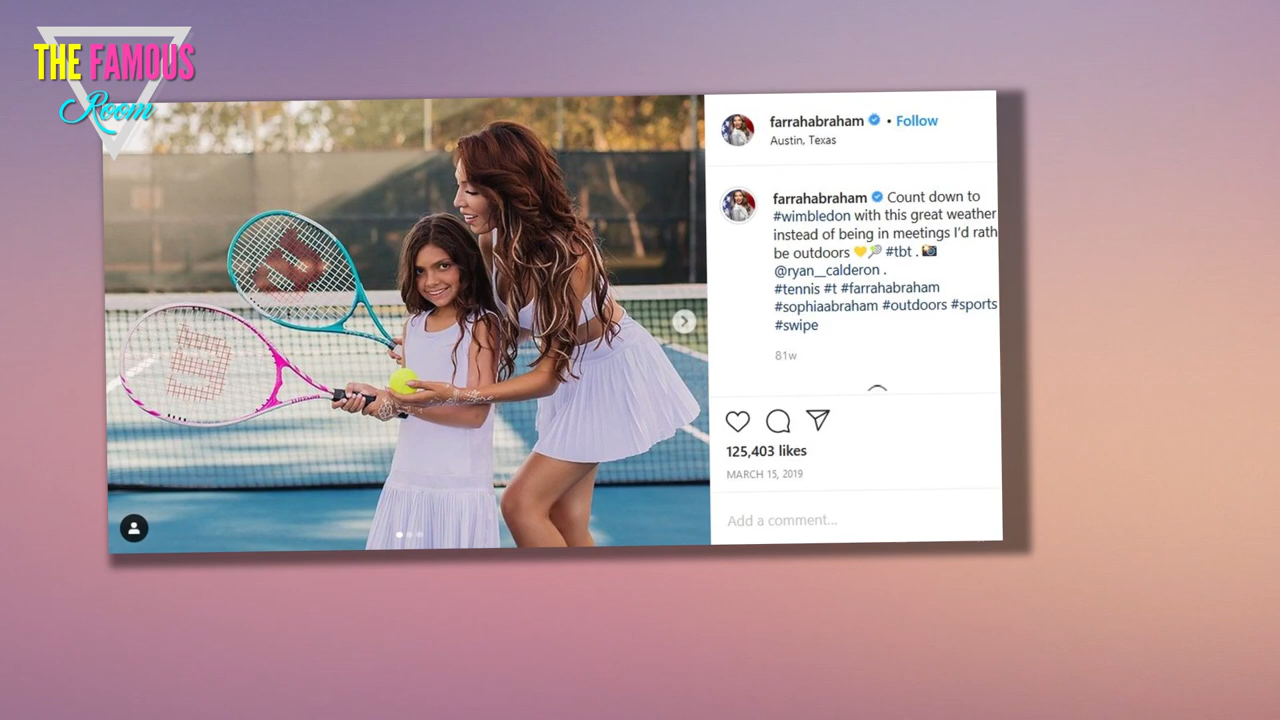 THE FAMOUS
Room
farrahabraham • Follow
Austin, Texas
farrahabraham Count down to
#wimbledon with this great weather
instead of being in meetings I'd rath
be outdoors 💛🎾 #tbt . 📸
@ryan__calderon .
#tennis #t #farrahabraham
#sophiaabraham #outdoors #sports
#swipe
81w
125,403 likes
MARCH 15, 2019
Add a comment...